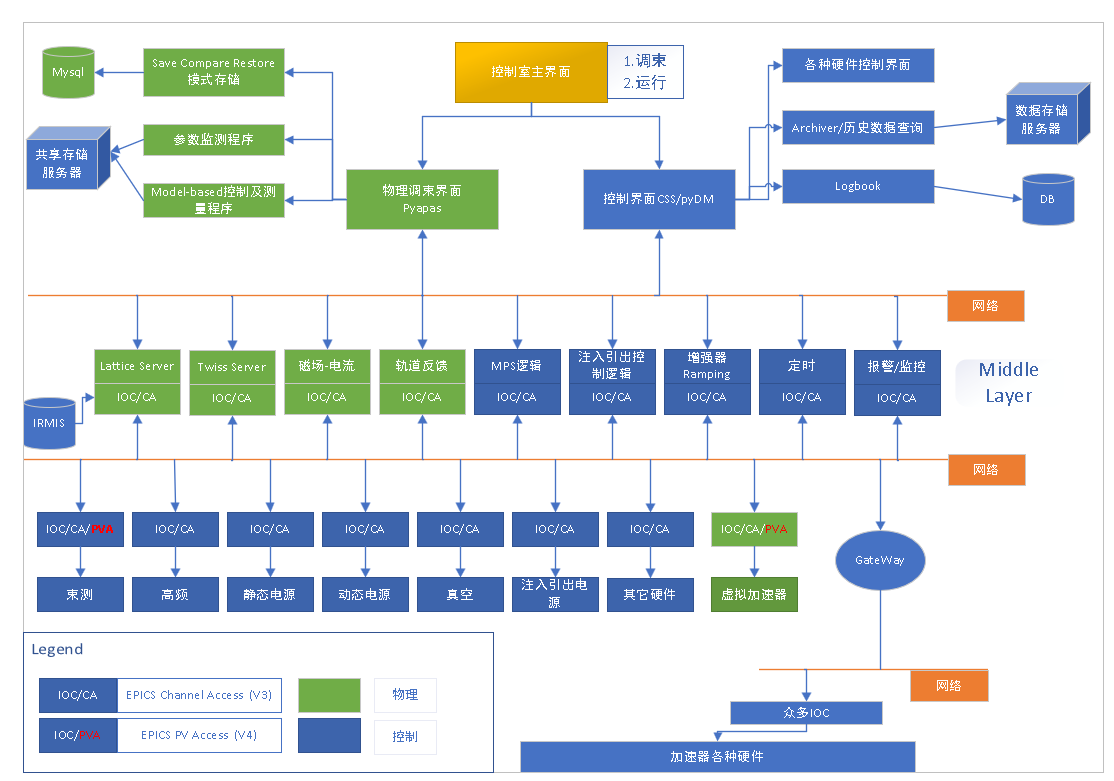 Mysql
Save Compare Restore
模式存储
控制室主界面
1.调束
2.运行
各种硬件控制界面
共享存储
服务器
参数监测程序
Archiver/历史数据查询
数据存储
服务器
Model-based控制及测
量程序
物理调束界面
Pyapas
控制界面CSS/pyDM
Logbook
DB
网络
Lattice Server
IOC/CA
Twiss Server
IOC/CA
磁场-电流
IOC/CA
轨道反馈
IOC/CA
MPS逻辑
IOC/CA
注入引出控
制逻辑
IOC/CA
增强器
Ramping
IOC/CA
定时
IOC/CA
报警/监控
IOC/CA
Middle
Layer
IRMIS
网络
IOC/CA/PVA
IOC/CA
IOC/CA
IOC/CA
IOC/CA
IOC/CA
IOC/CA
IOC/CA/PVA
GateWay
束测
高频
静态电源
动态电源
真空
注入引出电
源
其它硬件
虚拟加速器
Legend
IOC/CA
EPICS Channel Access (V3)
物理
IOC/PVA
EPICS PV Access (V4)
控制
网络
众多IOC
加速器各种硬件